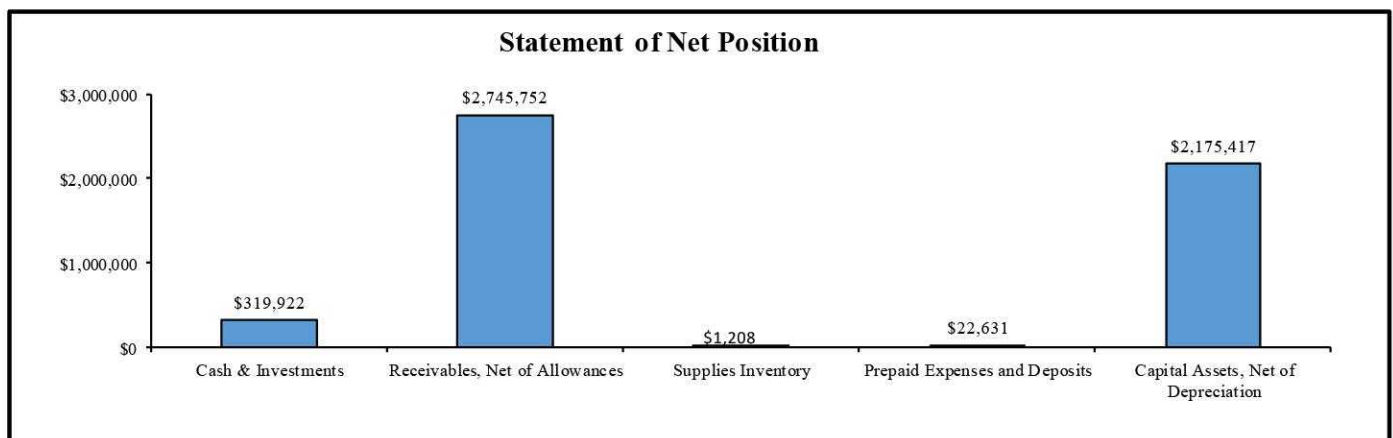 Statement of Net Position
$3,000,000
$2,745,752
$2,175,417
$2,000,000
$1,000,000
$319,922
$1,208
$22,631
$0
Cash & Investments
Receivables, Net of Allowances
Supplies Inventory
Prepaid Expenses and Deposits
Capital Assets, Net of
Depreciation